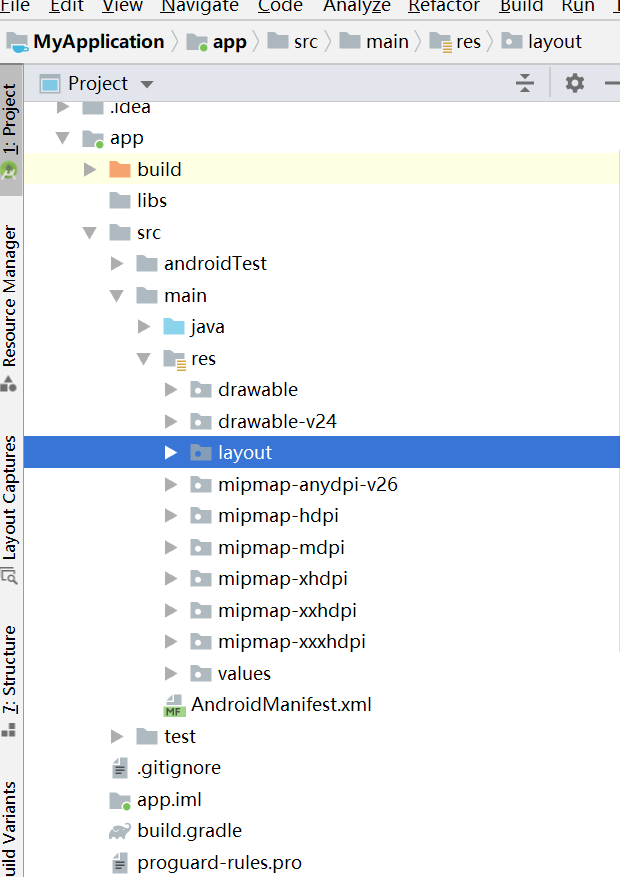 File Edit View Navigate Code Analyze Refactor Build Run
MyApplication app src main res layout
Project
.idea
app
build
libs
src
androidTest
main
java
res
drawable
drawable-v24
layout
mipmap-anydpi-v26
mipmap-hdpi
mipmap-mdpi
mipmap-xhdpi
mipmap-xxhdpi
mipmap-xxxhdpi
values
MF AndroidManifest.xml
test
.gitignore
app.iml
build.gradle
proguard-rules.pro
1: Project
Resource Manager
Layout Captures
7: Structure
uild Variants